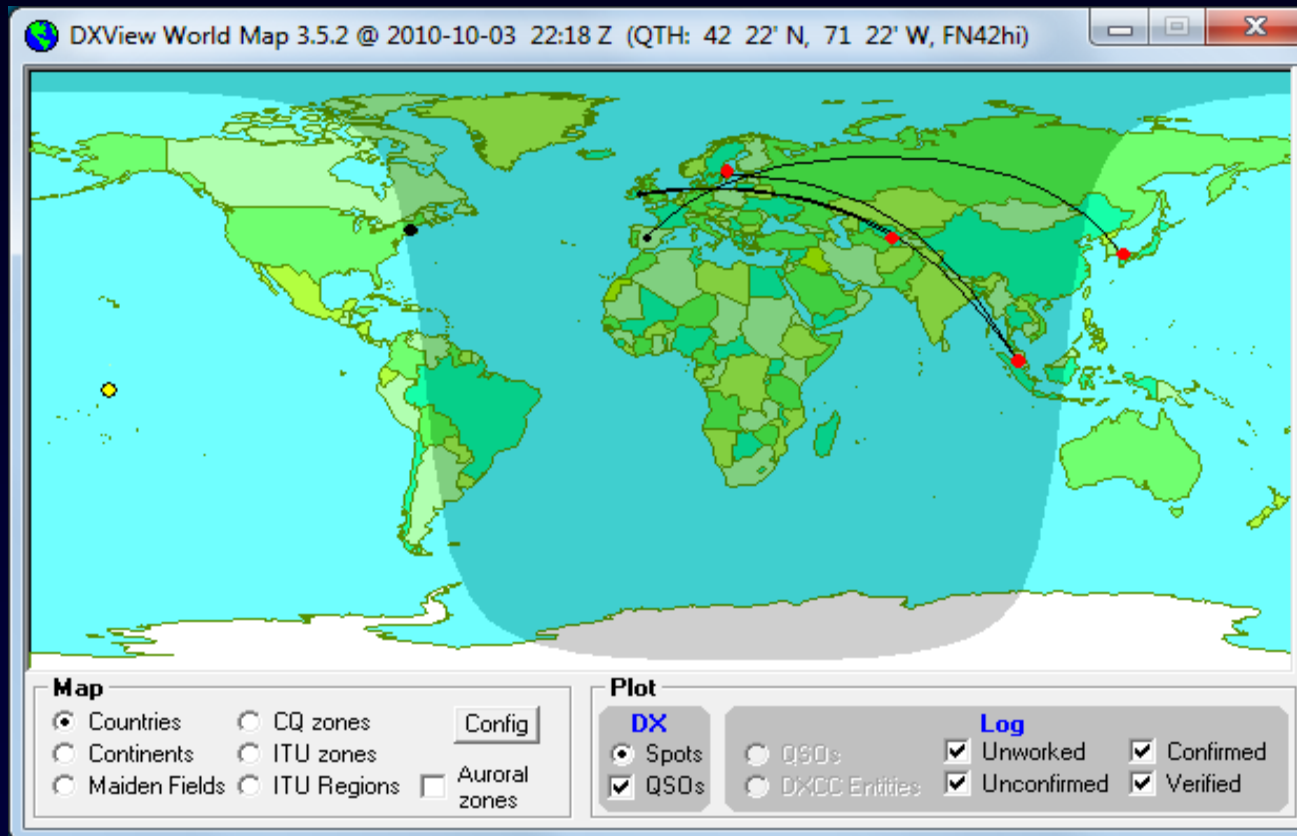 DXView World Map 3.5.2 @ 2010-10-03 22:18 Z (QTH: 42 22' N, 71 22' W, FN42hi)
Map
Countries
CQ zones
Config
Continents
ITU zones
Maiden Fields
ITU Regions
Auroral zones
Plot
DX
Spots
QSOs
Log
QSOs
DXCC Entities
Unworked
Confirmed
Unconfirmed
Verified